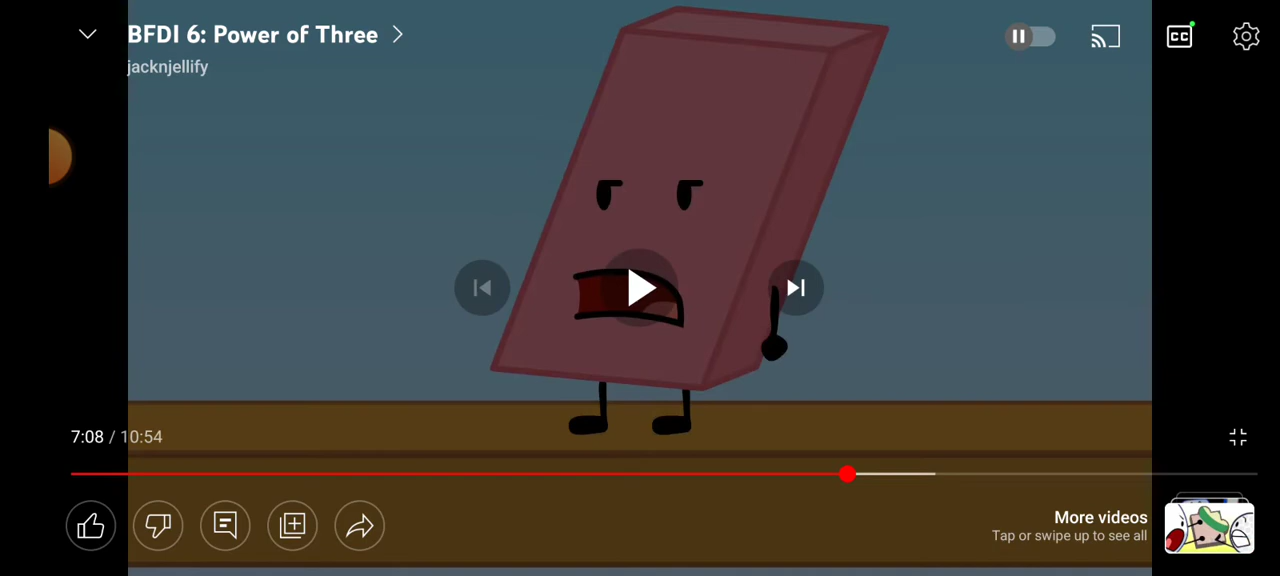 BFDI 6: Power of Three
jacknjellify
CC
7:08 / 10:54
More videos
Tap or swipe up to see all